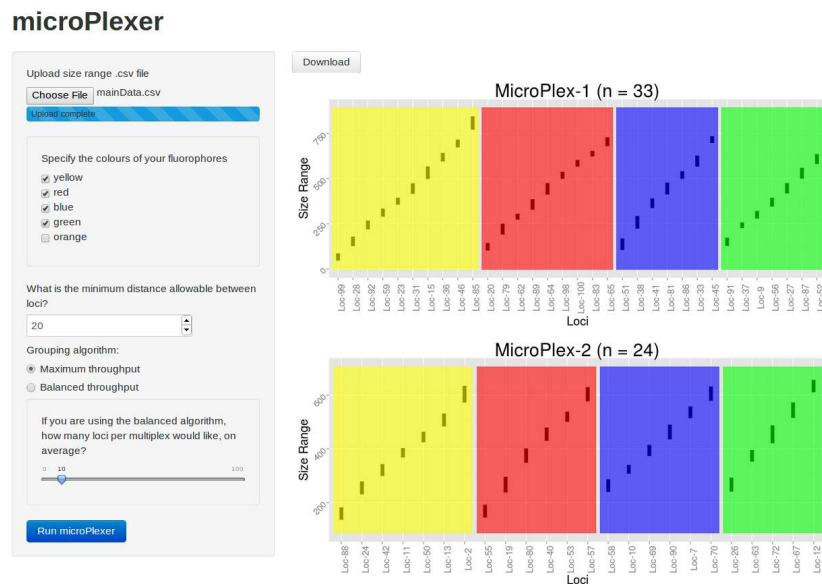 microPlexer
Upload size range .csv file
Choose File mainData.csv
Upload complete
Specify the colours of your fluorophores
yellow
red
blue
green
orange
What is the minimum distance allowable between
loci?
20
Grouping algorithm:
Maximum throughput
Balanced throughput
If you are using the balanced algorithm,
how many loci per multiplex would like, on
average?
0 10 100
Run microPlexer
Download
MicroPlex-1 (n = 33)
Size Range
750
500
250
0
Loc-99 Loc-28 Loc-92 Loc-59 Loc-23 Loc-31 Loc-15 Loc-36 Loc-46 Loc-85 Loc-20 Loc-79 Loc-62 Loc-89 Loc-64 Loc-98 Loc-100 Loc-83 Loc-65 Loc-51 Loc-38 Loc-41 Loc-81 Loc-86 Loc-33 Loc-45 Loc-91 Loc-37 Loc-9 Loc-56 Loc-27 Loc-87 Loc-52
Loci
MicroPlex-2 (n = 24)
Size Range
600
400
200
Loc-88 Loc-24 Loc-42 Loc-11 Loc-50 Loc-13 Loc-2 Loc-55 Loc-19 Loc-80 Loc-40 Loc-53 Loc-57 Loc-58 Loc-10 Loc-69 Loc-90 Loc-7 Loc-70 Loc-26 Loc-63 Loc-72 Loc-67 Loc-12
Loci